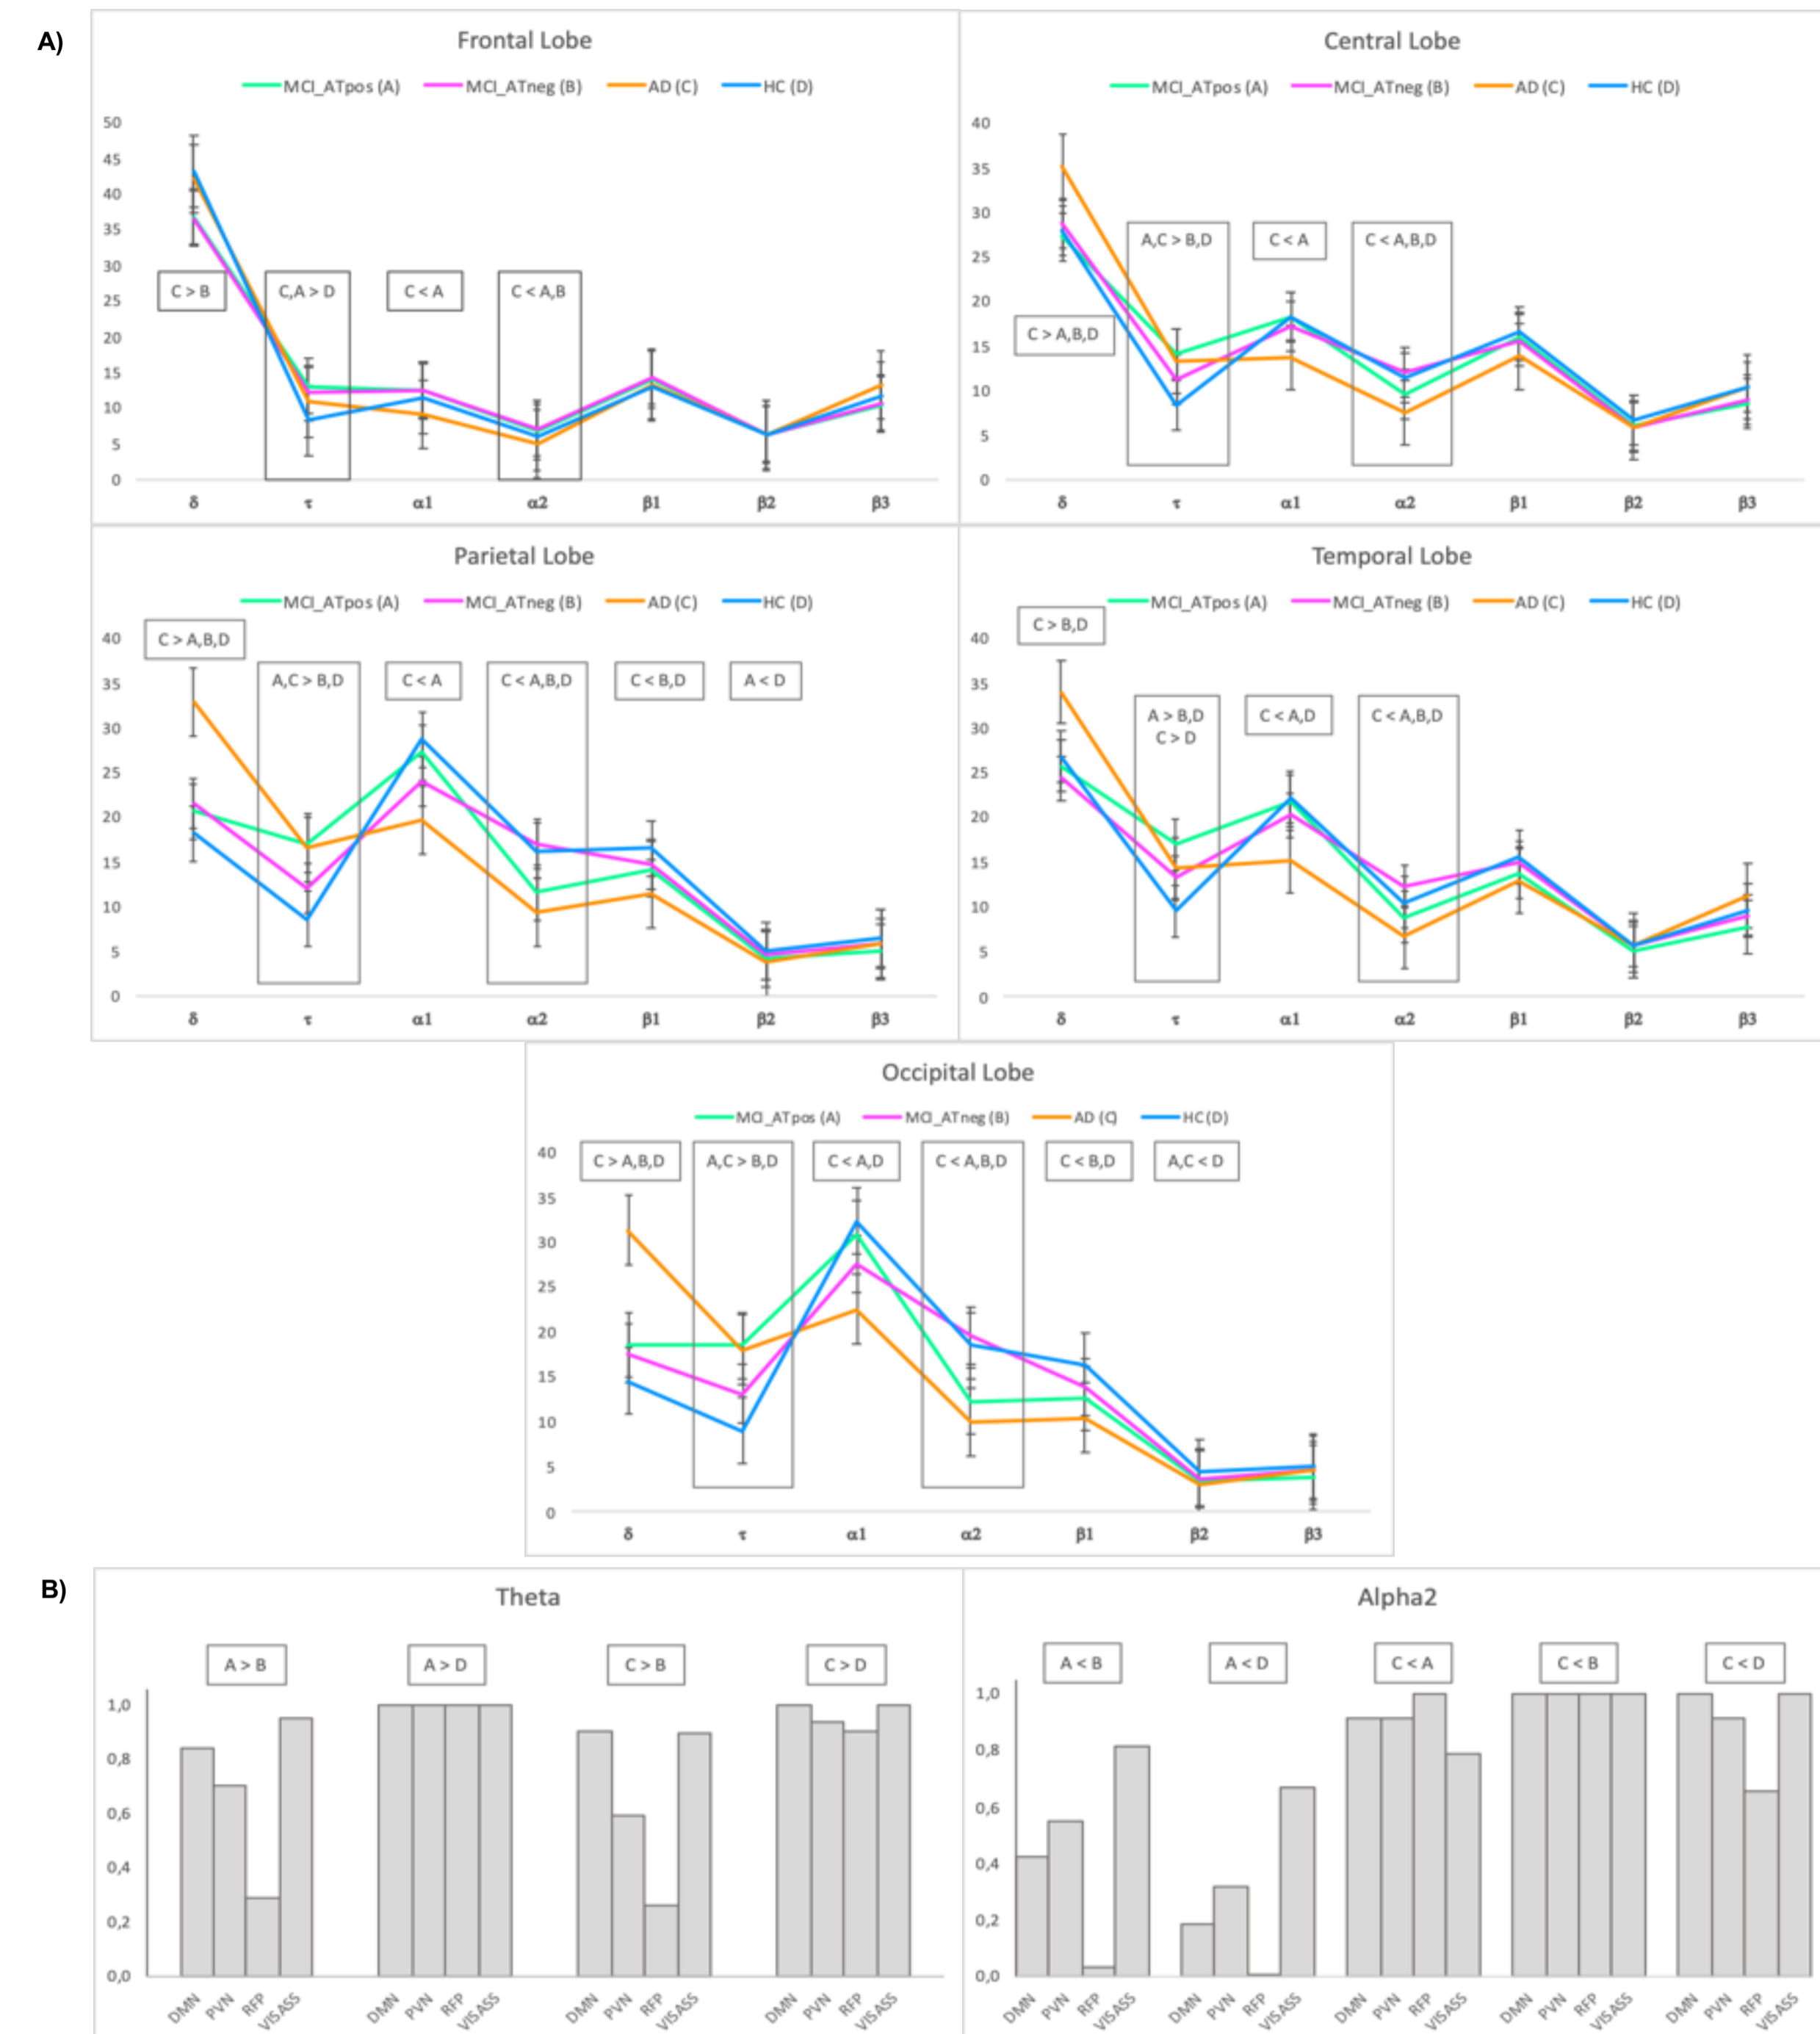 A)
Frontal Lobe
MCI_ATpos (A) MCI_ATneg (B) AD (C) HC (D)
50
45
40
35
30
25
20
15
10
5
0
C > B
C,A > D
C < A
C < A,B
δ τ α1 α2 β1 β2 β3
Central Lobe
MCI_ATpos (A) MCI_ATneg (B) AD (C) HC (D)
40
35
30
25
20
15
10
5
0
C > A,B,D
A,C > B,D
C < A
C < A,B,D
δ τ α1 α2 β1 β2 β3
Parietal Lobe
MCI_ATpos (A) MCI_ATneg (B) AD (C) HC (D)
40
35
30
25
20
15
10
5
0
C > A,B,D
A,C > B,D
C < A
C < A,B,D
C < B,D
A < D
δ τ α1 α2 β1 β2 β3
Temporal Lobe
MCI_ATpos (A) MCI_ATneg (B) AD (C) HC (D)
40
35
30
25
20
15
10
5
0
C > B,D
A > B,D
C > D
C < A,D
C < A,B,D
δ τ α1 α2 β1 β2 β3
Occipital Lobe
MCI_ATpos (A) MCI_ATneg (B) AD (C) HC (D)
40
35
30
25
20
15
10
5
0
C > A,B,D
A,C > B,D
C < A,D
C < A,B,D
C < B,D
A,C < D
δ τ α1 α2 β1 β2 β3
B)
Theta
A > B
A > D
C > B
C > D
1,0
0,8
0,6
0,4
0,2
0,0
DMN PVN RFP VISASS DMN PVN RFP VISASS DMN PVN RFP VISASS DMN PVN RFP VISASS
Alpha2
A < B
A < D
C < A
C < B
C < D
1,0
0,8
0,6
0,4
0,2
0,0
DMN PVN RFP VISASS DMN PVN RFP VISASS DMN PVN RFP VISASS DMN PVN RFP VISASS DMN PVN RFP VISASS